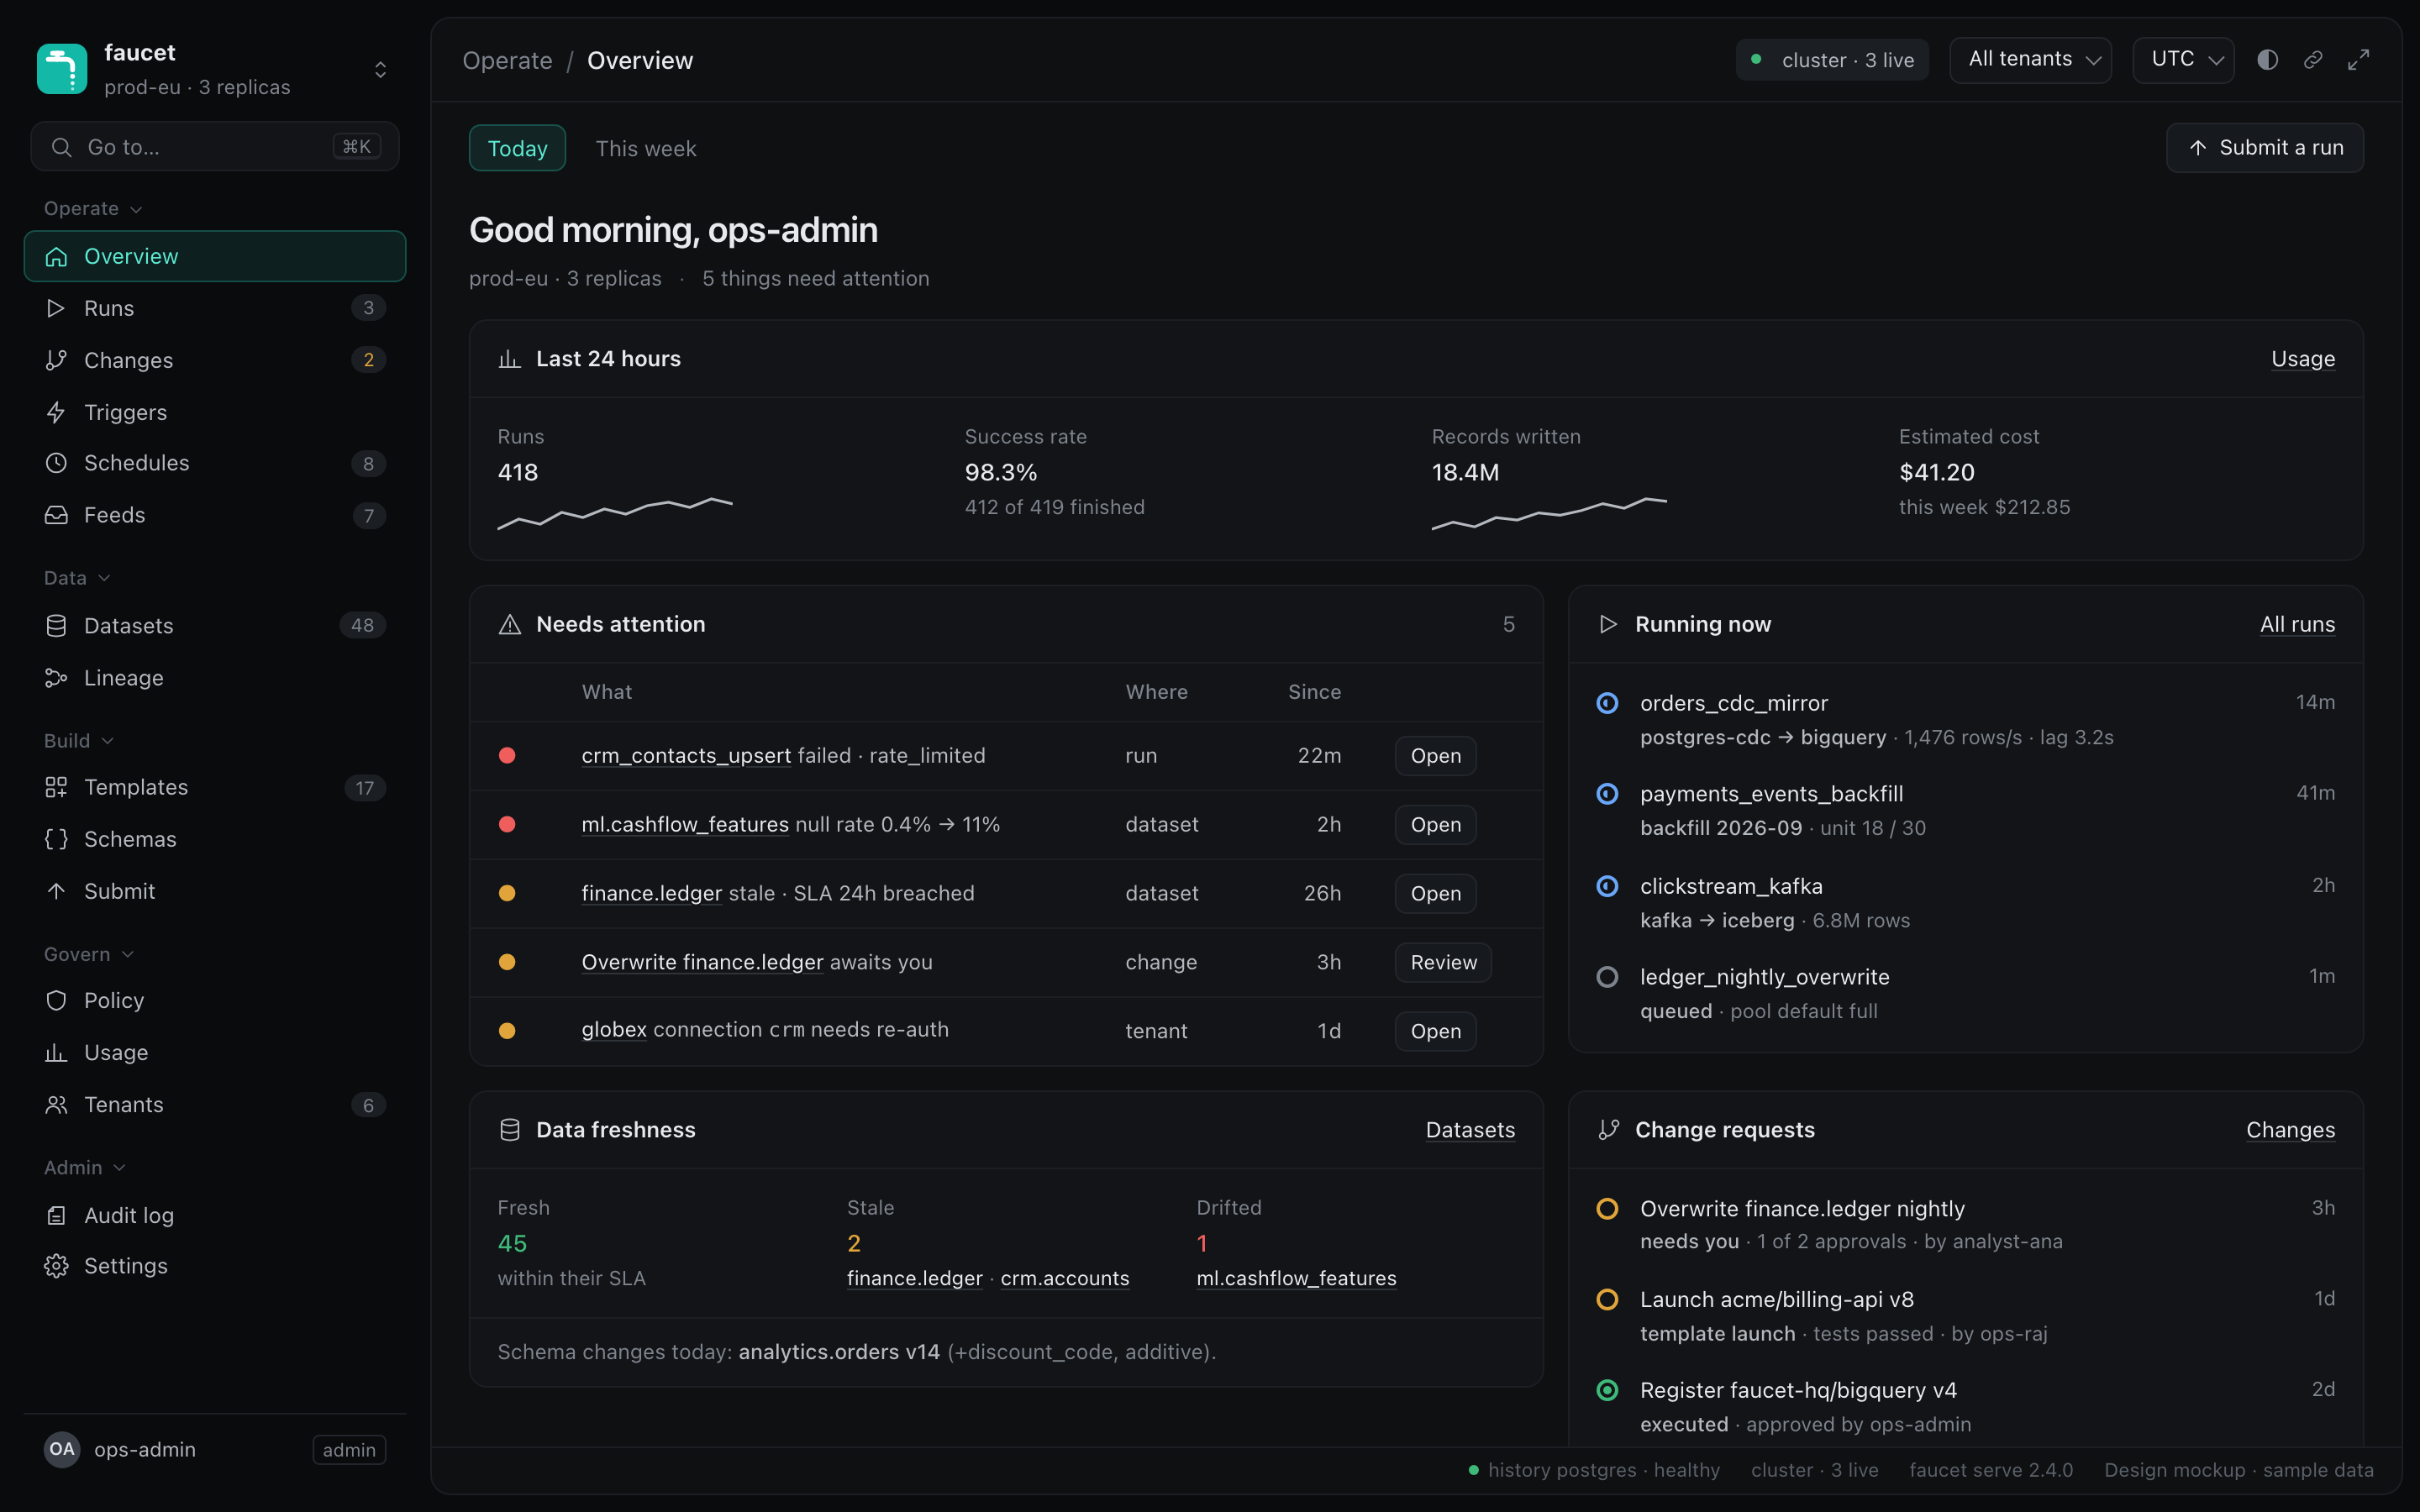 faucet
prod-eu · 3 replicas
Go to...
⌘K
Operate
Overview
Runs 3
Changes 2
Triggers
Schedules 8
Feeds 7
Data
Datasets 48
Lineage
Build
Templates 17
Schemas
Submit
Govern
Policy
Usage
Tenants 6
Admin
Audit log
Settings
OA ops-admin admin
Operate / Overview
cluster · 3 live
All tenants
UTC
Today This week
Submit a run
Good morning, ops-admin
prod-eu · 3 replicas · 5 things need attention
Last 24 hours
Usage
Runs
418
Success rate
98.3%
412 of 419 finished
Records written
18.4M
Estimated cost
$41.20
this week $212.85
Needs attention 5
What Where Since
crm_contacts_upsert failed · rate_limited run 22m Open
ml.cashflow_features null rate 0.4% → 11% dataset 2h Open
finance.ledger stale · SLA 24h breached dataset 26h Open
Overwrite finance.ledger awaits you change 3h Review
globex connection crm needs re-auth tenant 1d Open
Running now
All runs
orders_cdc_mirror 14m
postgres-cdc → bigquery · 1,476 rows/s · lag 3.2s
payments_events_backfill 41m
backfill 2026-09 · unit 18 / 30
clickstream_kafka 2h
kafka → iceberg · 6.8M rows
ledger_nightly_overwrite 1m
queued · pool default full
Data freshness
Datasets
Fresh
45
within their SLA
Stale
2
finance.ledger · crm.accounts
Drifted
1
ml.cashflow_features
Schema changes today: analytics.orders v14 (+discount_code, additive).
Change requests
Changes
Overwrite finance.ledger nightly 3h
needs you · 1 of 2 approvals · by analyst-ana
Launch acme/billing-api v8 1d
template launch · tests passed · by ops-raj
Register faucet-hq/bigquery v4 2d
executed · approved by ops-admin
history postgres · healthy
cluster · 3 live
faucet serve 2.4.0
Design mockup · sample data